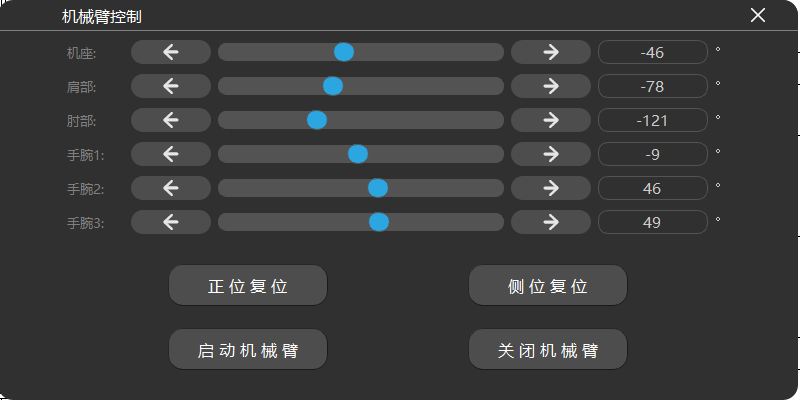 机械臂控制
机座: -46 °
肩部: -78 °
肘部: -121 °
手腕1: -9 °
手腕2: 46 °
手腕3: 49 °
正位复位 侧位复位
启动机械臂 关闭机械臂